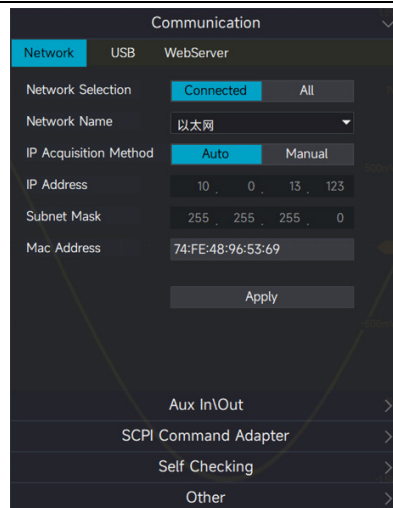 Communication
Network USB WebServer
Network Selection Connected All
Network Name 以太网
IP Acquisition Method Auto Manual
IP Address 10 . 0 . 13 . 123
Subnet Mask 255 . 255 . 255 . 0
Mac Address 74:FE:48:96:53:69
Apply
Aux In\Out
SCPI Command Adapter
Self Checking
Other